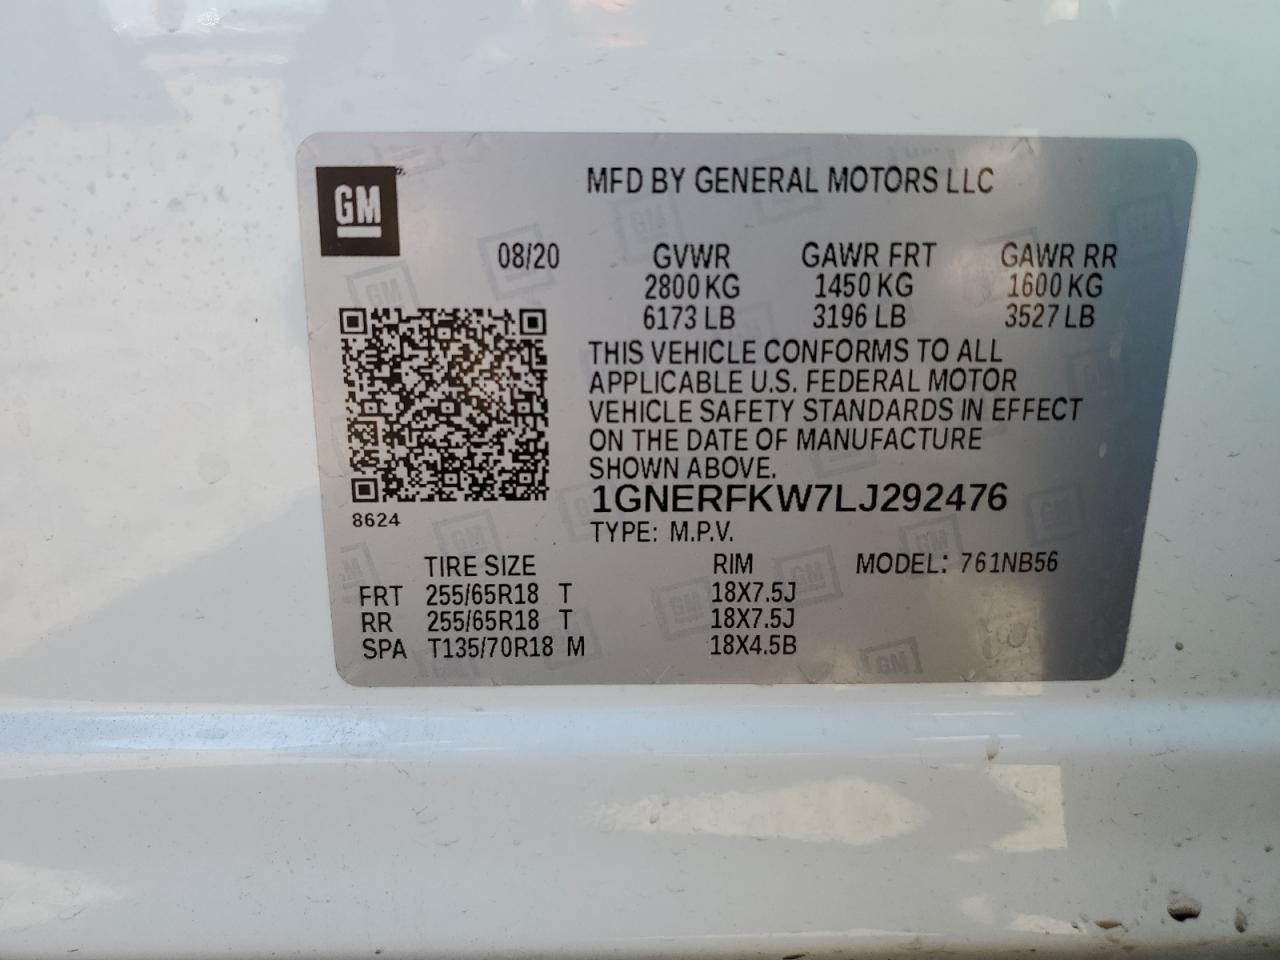 GM
MFD BY GENERAL MOTORS LLC
08/20 GVWR GAWR FRT GAWR RR
2800 KG 1450 KG 1600 KG
6173 LB 3196 LB 3527 LB
THIS VEHICLE CONFORMS TO ALL
APPLICABLE U.S. FEDERAL MOTOR
VEHICLE SAFETY STANDARDS IN EFFECT
ON THE DATE OF MANUFACTURE
SHOWN ABOVE.
1GNERFKW7LJ292476
8624
TYPE: M.P.V.
TIRE SIZE RIM MODEL: 761NB56
FRT 255/65R18 T 18X7.5J
RR 255/65R18 T 18X7.5J
SPA T135/70R18 M 18X4.5B